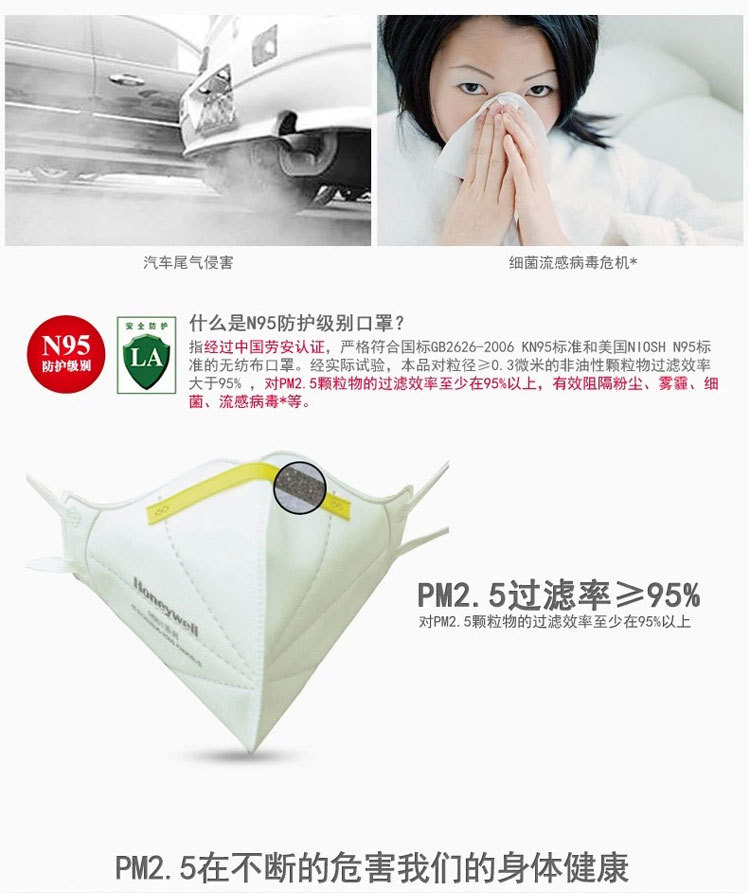 汽车尾气侵害
细菌流感病毒危机*
N95
防护级别
安全防护
LA
什么是N95防护级别口罩？
指经过中国劳安认证，严格符合国标GB2626-2006 KN95标准和美国NIOSH N95标
准的无纺布口罩。经实际试验，本品对粒径≥0.3微米的非油性颗粒物过滤效率
大于95% ，对PM2.5颗粒物的过滤效率至少在95%以上，有效阻隔粉尘、雾霾、细
菌、流感病毒*等。
Honeywell
PM2.5过滤率≥95%
对PM2.5颗粒物的过滤效率至少在95%以上
PM2.5在不断的危害我们的身体健康